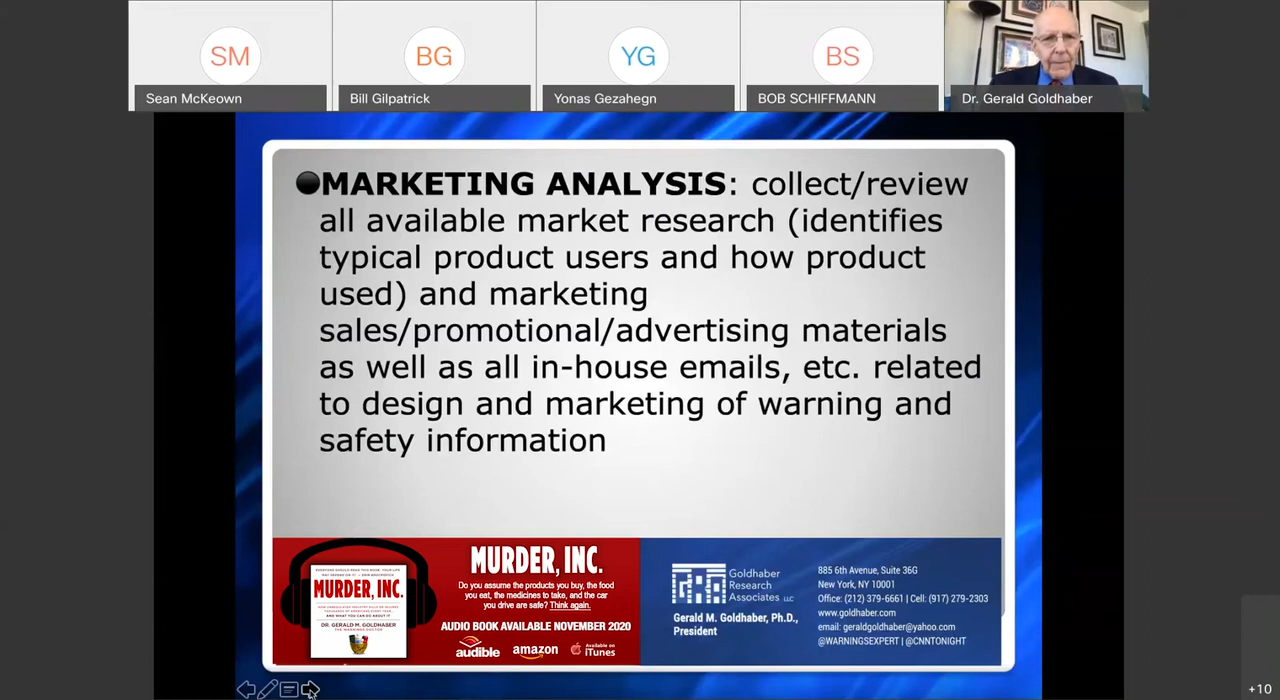 SM
BG
YG
BS
Sean McKeown
Bill Gilpatrick
Yonas Gezahegn
BOB SCHIFFMANN
Dr. Gerald Goldhaber
MARKETING ANALYSIS: collect/review
all available market research (identifies
typical product users and how product
used) and marketing
sales/promotional/advertising materials
as well as all in-house emails, etc. related
to design and marketing of warning and
safety information
MURDER, INC.
DR. GERALD M. GOLDHABER
THE WARNINGS DOCTOR
MURDER, INC.
Do you assume the products you buy, the food
you eat, the medicines to take, and the car
you drive are safe? Think again.
AUDIO BOOK AVAILABLE NOVEMBER 2020
audible
amazon
Available on
iTunes
Goldhaber
Research
Associates LLC
Gerald M. Goldhaber, Ph.D.,
President
885 6th Avenue, Suite 36G
New York, NY 10001
Office: (212) 379-6661 | Cell: (917) 279-2303
www.goldhaber.com
email: geraldgoldhaber@yahoo.com
@WARNINGSEXPERT | @CNNTONIGHT
+10